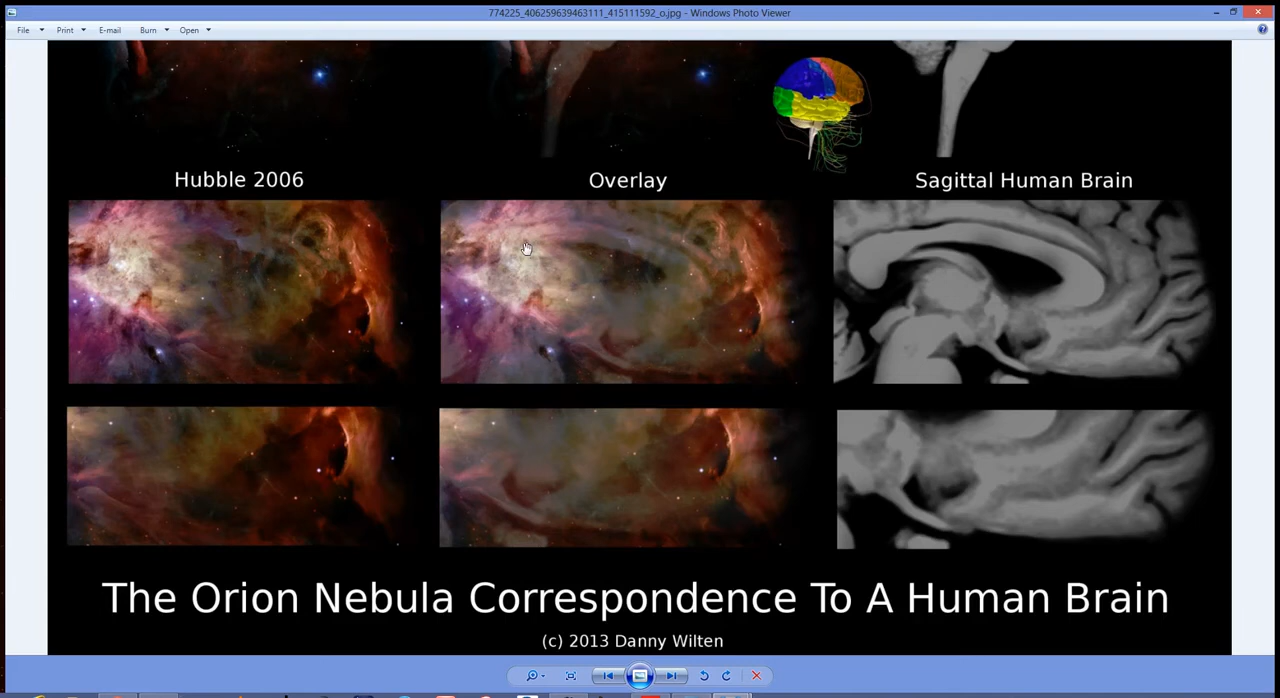 774225_406259639463111_415111592_o.jpg - Windows Photo Viewer
File Print E-mail Burn Open
Hubble 2006 Overlay Sagittal Human Brain
The Orion Nebula Correspondence To A Human Brain
(c) 2013 Danny Wilten